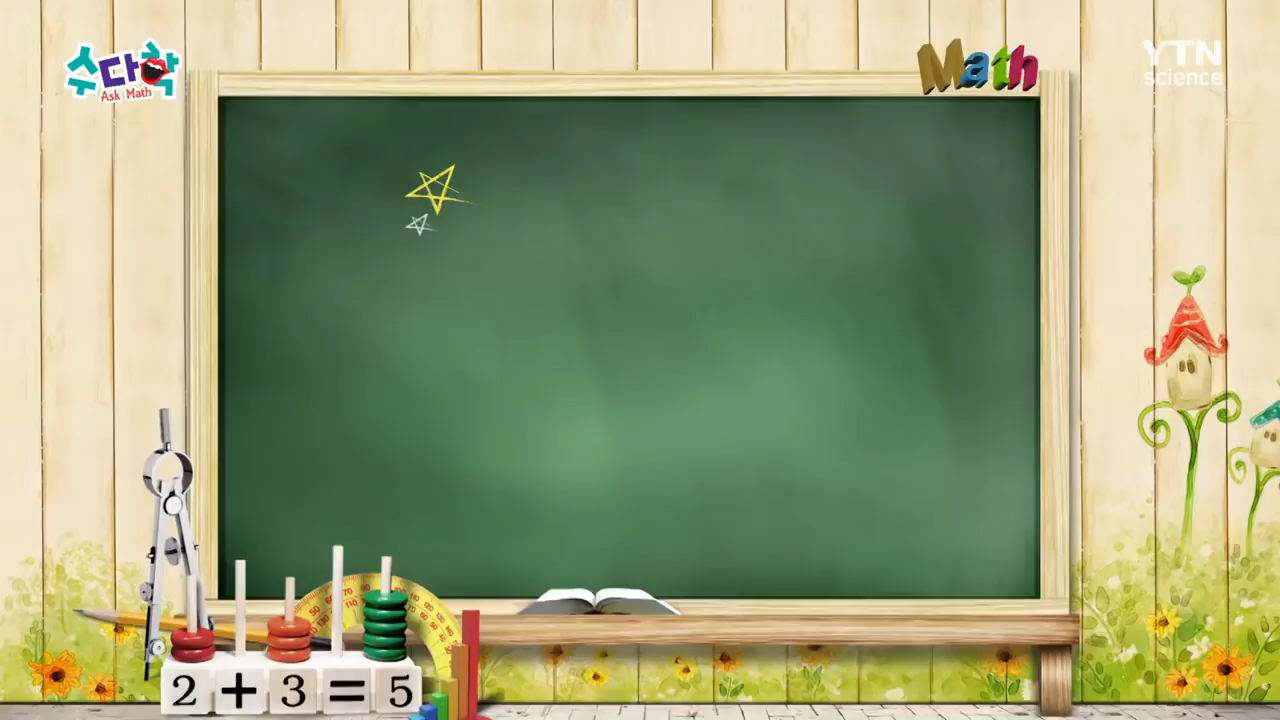 수다학
Ask Math
Math
YTN
science
2 + 3 = 5